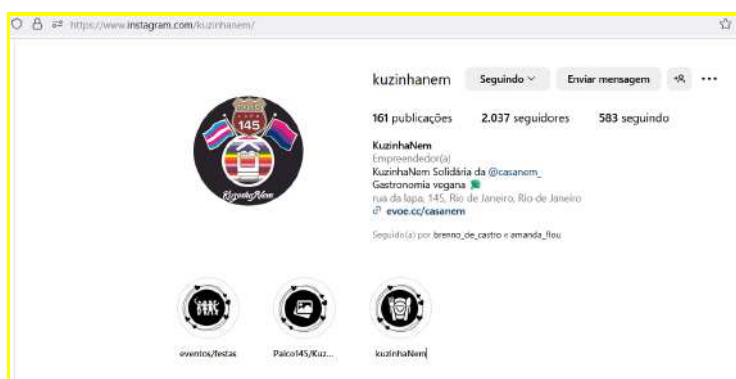 https://www.instagram.com/kuzinhanem/
kuzinhanem Seguindo Enviar mensagem
161 publicações 2.037 seguidores 583 seguindo
KuzinhaNem
Empreendedor(a)
KuzinhaNem Solidária da @casanem_
Gastronomia vegana
rua da lapa, 145, Rio de Janeiro, Rio de Janeiro
evoe.cc/casanem
Seguido(a) por brenno_de_castro e amanda_flou
145
KuzinhaNem
eventos/festas Palco145/Kuz... kuzinhaNem